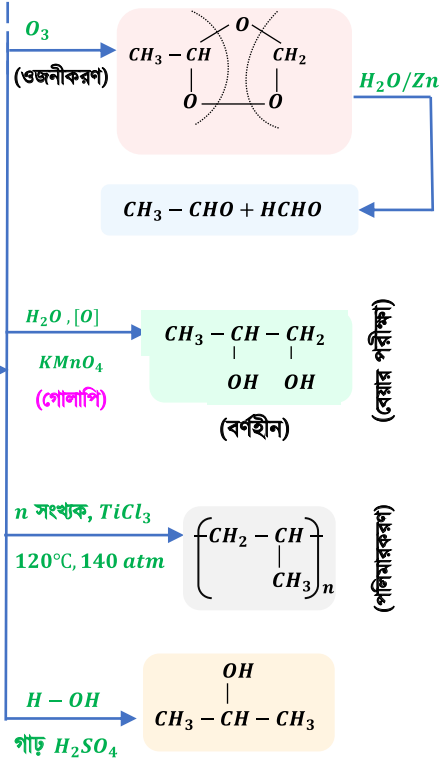 O₃
(ওজনীকরণ)
O
CH₃ − CH CH₂
O O
H₂O/Zn
CH₃ − CHO + HCHO
H₂O , [O]
KMnO₄
(গোলাপি)
CH₃ − CH − CH₂
OH OH
(বর্ণহীন)
(বেয়ার পরীক্ষা)
n সংখ্যক, TiCl₃
120℃, 140 atm
(−CH₂ − CH−)n
CH₃
(পলিমারকরণ)
H − OH
গাঢ় H₂SO₄
OH
CH₃ − CH − CH₃